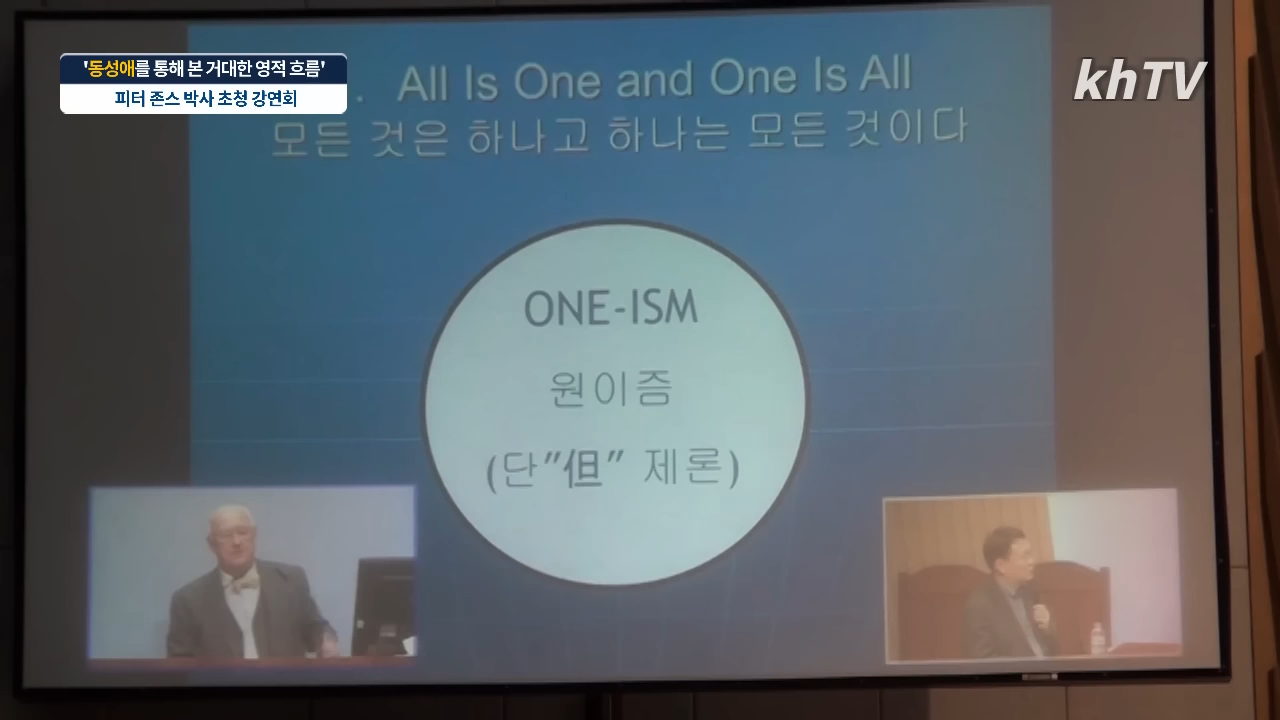 '동성애를 통해 본 거대한 영적 흐름'
피터 존스 박사 초청 강연회
khTV
. All Is One and One Is All
모든 것은 하나고 하나는 모든 것이다
ONE-ISM
원이즘
(단"但" 제론)